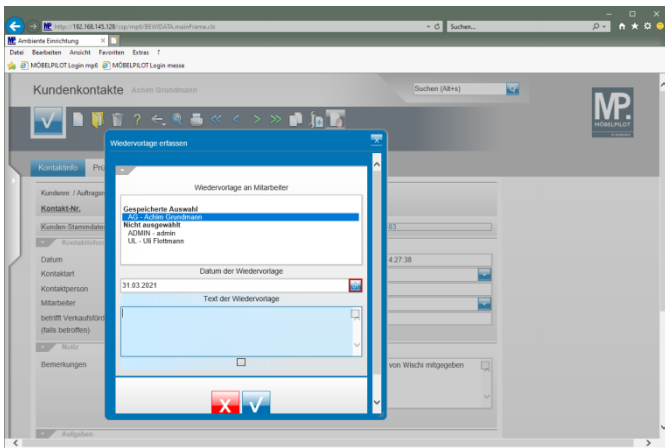 http://192.168.145.128/csp/mp6/BEWIDATA.mainFrame.cls
Suchen...
Ambiente Einrichtung
Datei Bearbeiten Ansicht Favoriten Extras ?
MÖBELPILOT Login mp6 MÖBELPILOT Login messe
Kundenkontakte Achim Grundmann
Suchen (Alt+s)
MP.
MÖBELPILOT
Wiedervorlage erfassen
Kontaktinfo
Wiedervorlage an Mitarbeiter
Kundennr. / Auftragsn
Gespeicherte Auswahl
Kontakt-Nr.
AG - Achim Grundmann
Nicht ausgewählt
Kunden-Stammdaten
ADMIN - admin
UL - Uli Flottmann
Datum
4:27:38
Datum der Wiedervorlage
Kontaktart
31.03.2021
Kontaktperson
Text der Wiedervorlage
Mitarbeiter
betrifft Verkaufsförd
(falls betroffen)
Notiz
Bemerkungen
von Wischi mitgegeben
X
Aufgaben